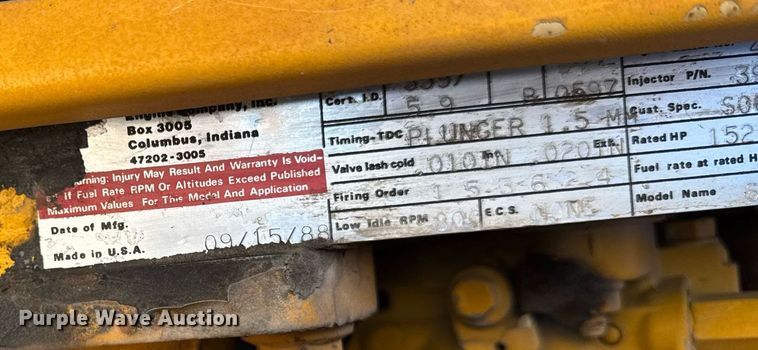 Engine Company, Inc.
Box 3005
Columbus, Indiana
47202-3005
Warning: Injury May Result And Warranty Is Void-
If Fuel Rate RPM Or Altitudes Exceed Published
Maximum Values For This Model And Application
Date of Mfg.
09/15/88
Made in U.S.A.
Cert. I.D. 5.9
Timing-TDC PLUNGER 1.5 M
Valve lash cold .010 IN .020 IN Exh.
Firing Order 1 5 3 6 2 4
Low Idle RPM E.C.S. NONE
Injector P/N. 39
Cust. Spec. SO
Rated HP 152
Fuel rate at rated H
Model Name
Purple Wave Auction